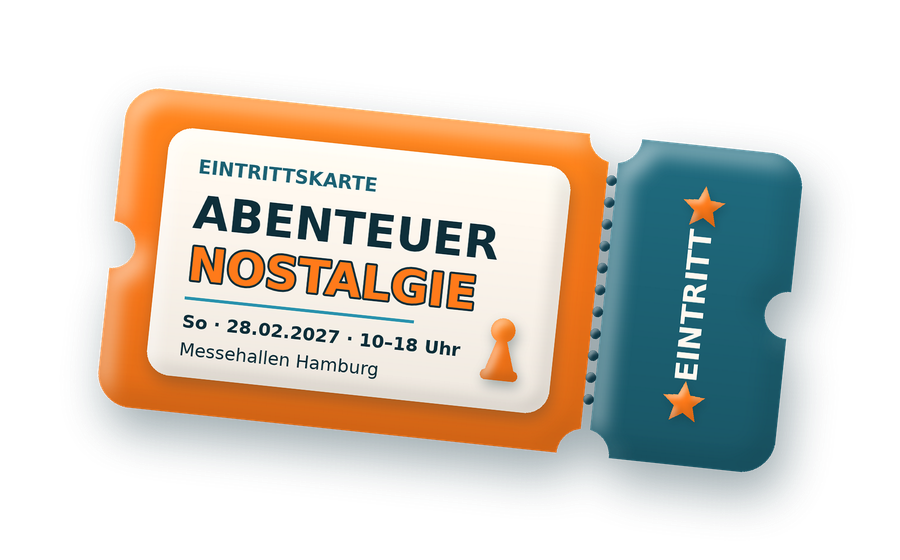 EINTRITTSKARTE
ABENTEUER
NOSTALGIE
So · 28.02.2027 · 10–18 Uhr
Messehallen Hamburg
EINTRITT